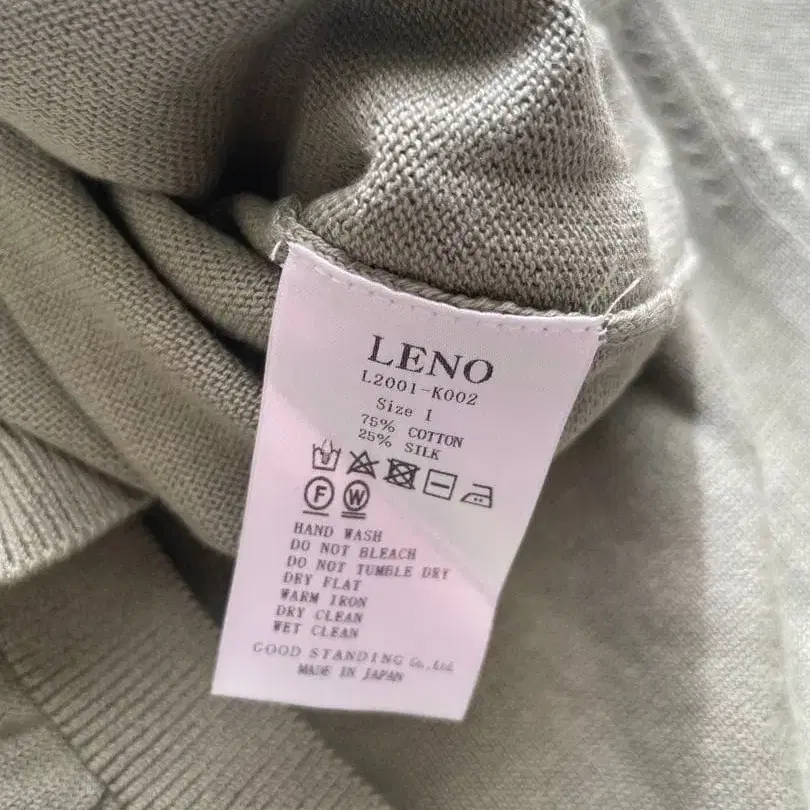 LENO
L2001-K002
Size 1
75% COTTON
25% SILK
F W
HAND WASH
DO NOT BLEACH
DO NOT TUMBLE DRY
DRY FLAT
WARM IRON
DRY CLEAN
WET CLEAN
GOOD STANDING Co.,Ltd.
MADE IN JAPAN